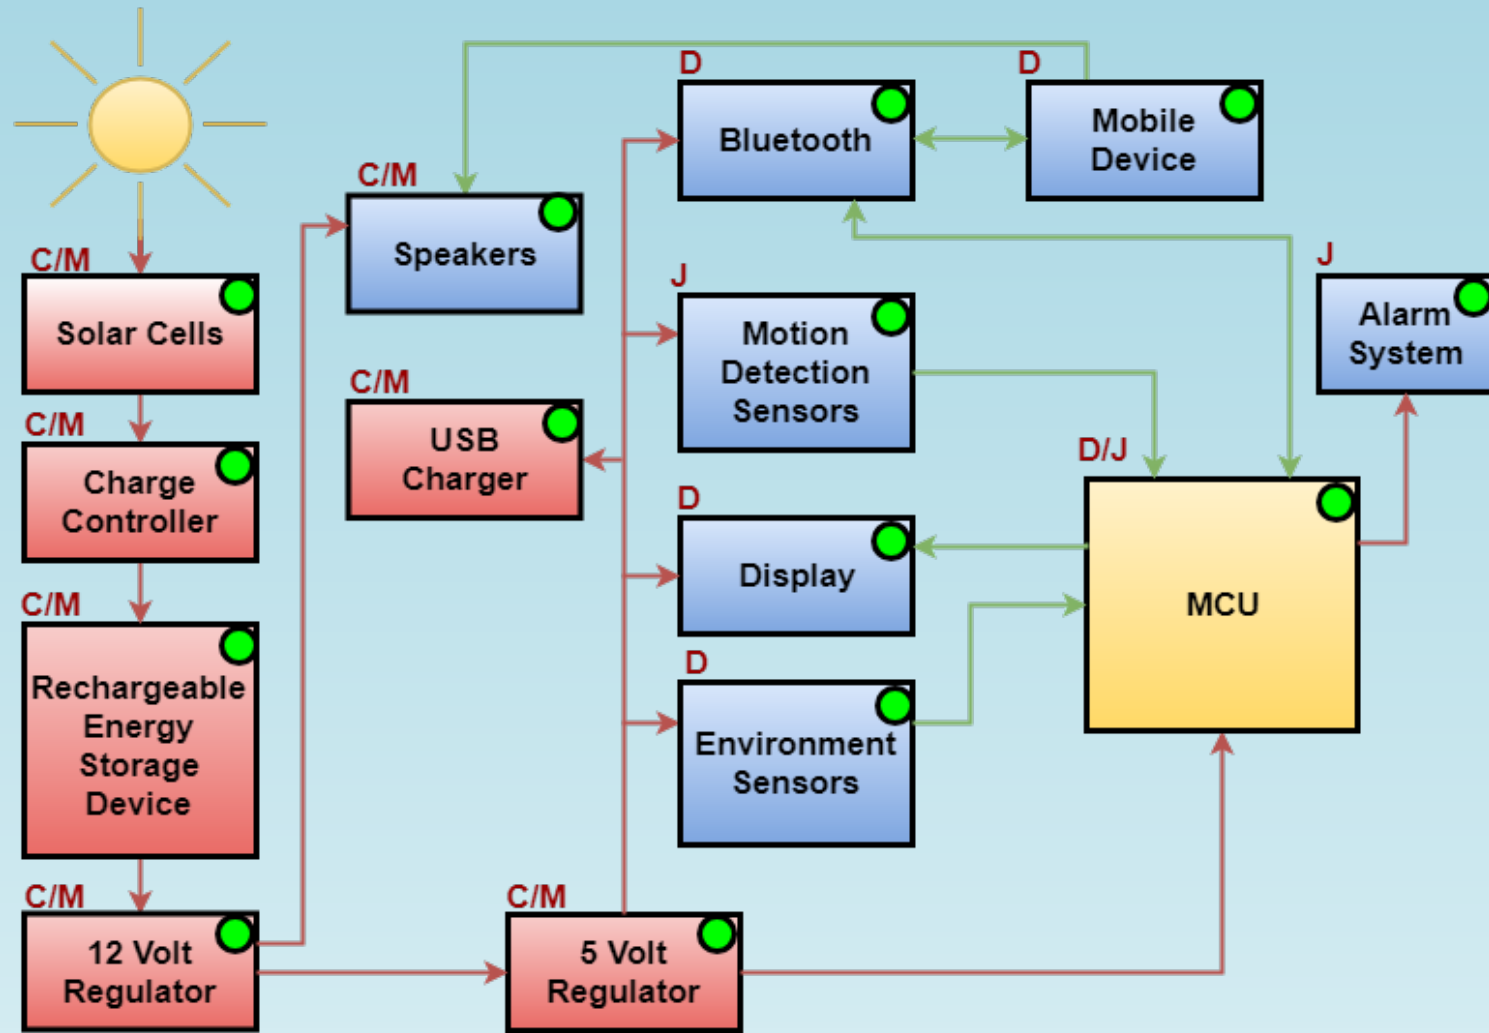 D
D
Bluetooth
Mobile
Device
C/M
Speakers
C/M
Solar Cells
J
Motion
Detection
Sensors
J
Alarm
System
C/M
USB
Charger
C/M
Charge
Controller
D/J
MCU
D
Display
C/M
Rechargeable
Energy
Storage
Device
D
Environment
Sensors
C/M
12 Volt
Regulator
C/M
5 Volt
Regulator